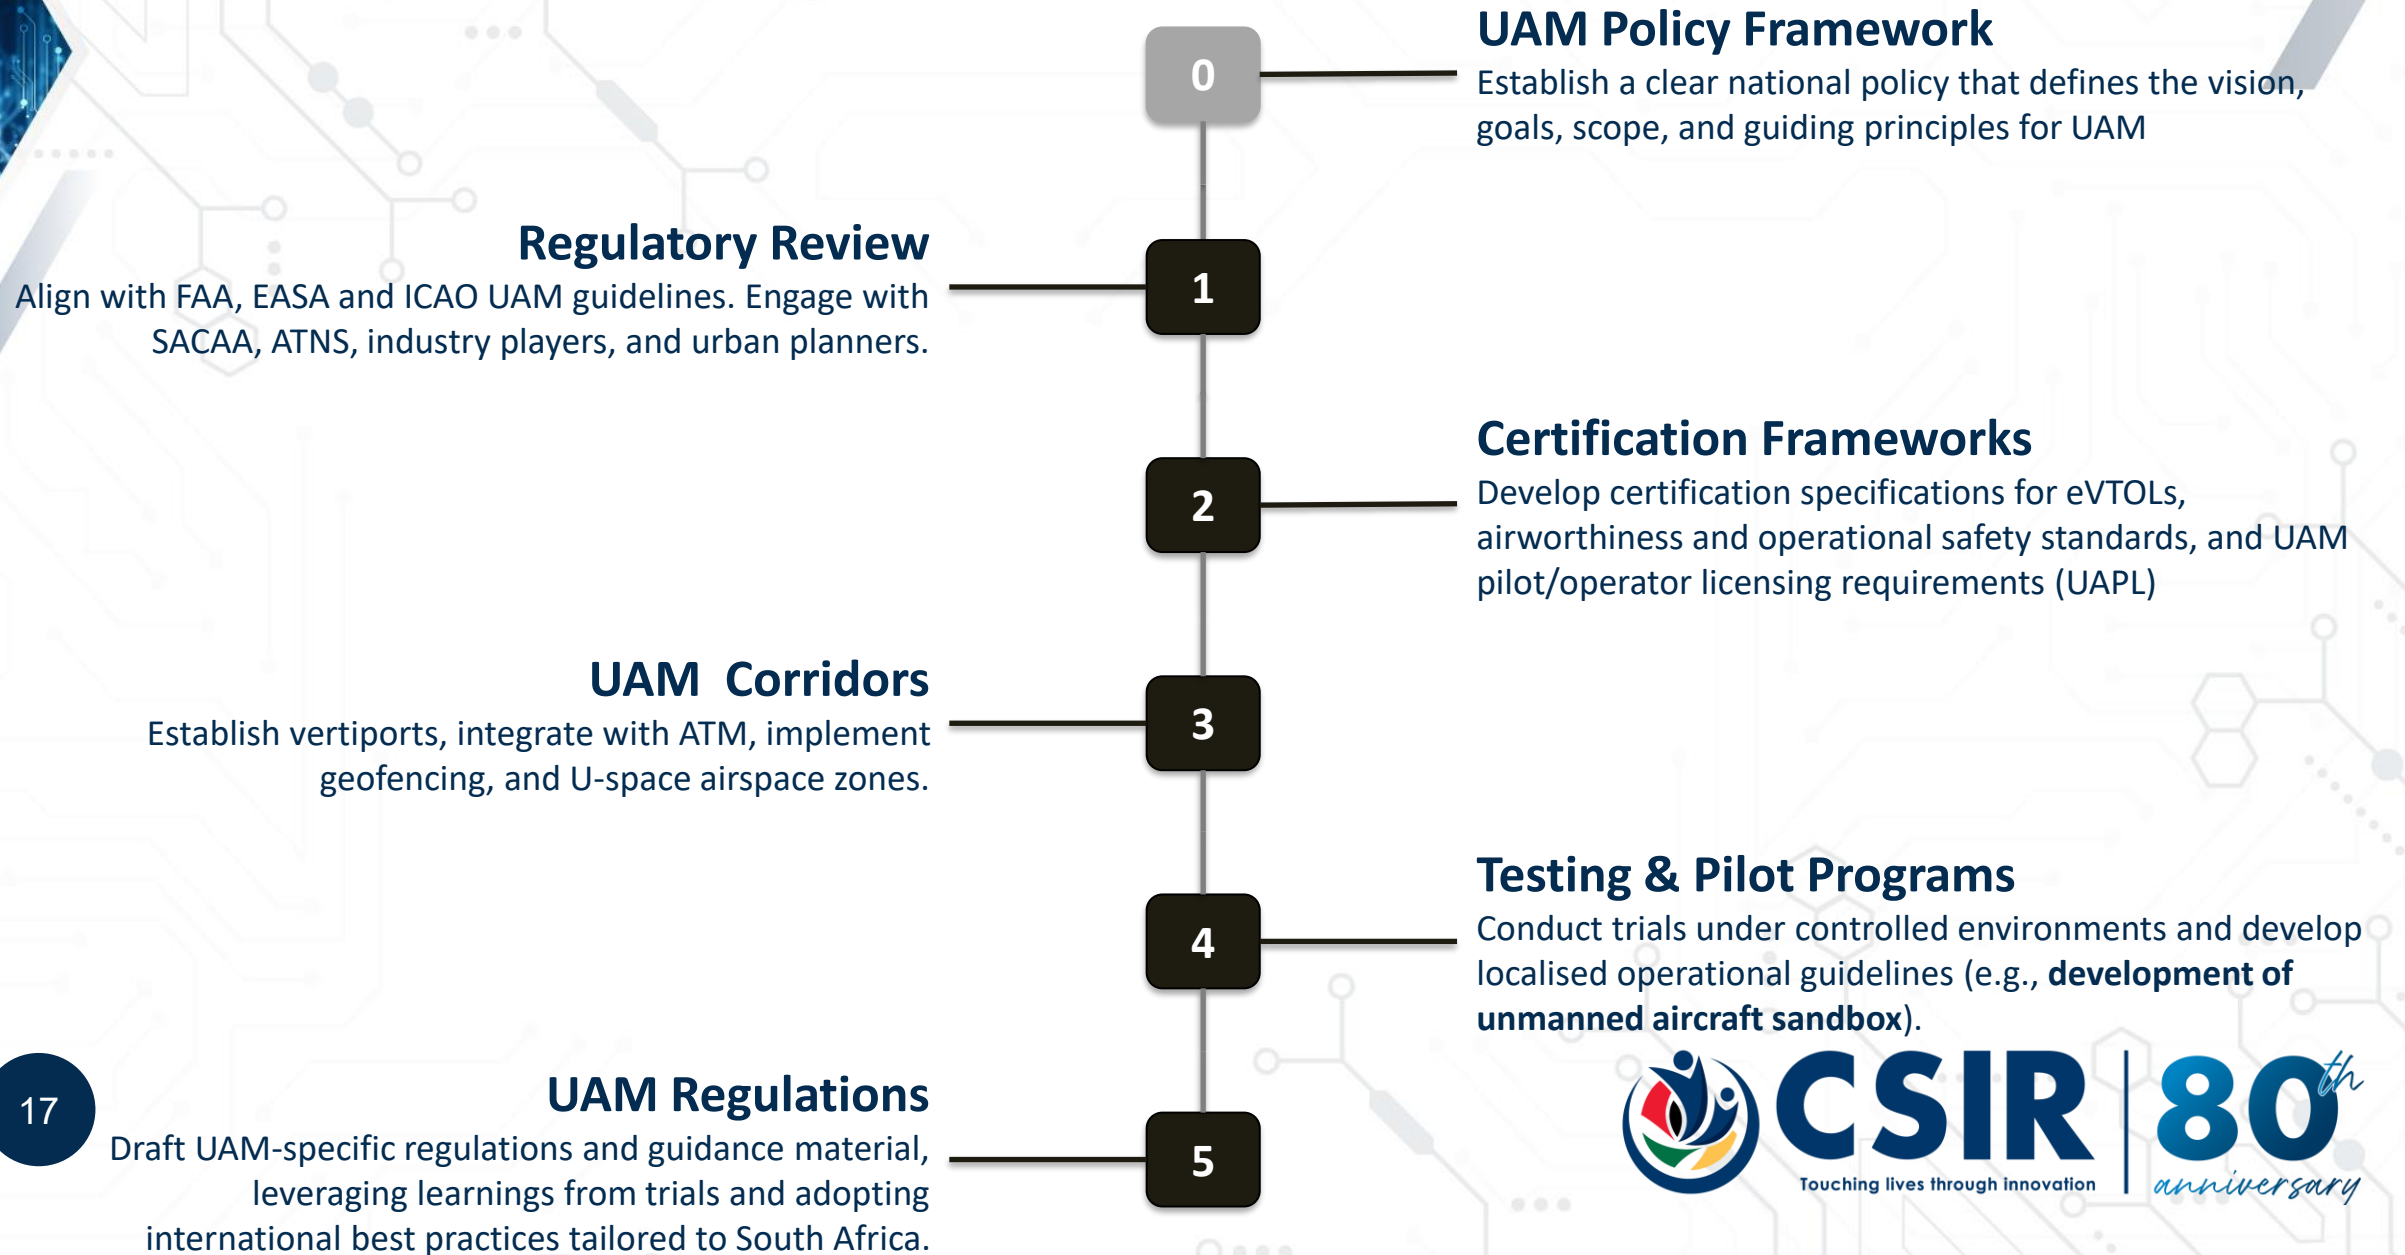 0
UAM Policy Framework
Establish a clear national policy that defines the vision,
goals, scope, and guiding principles for UAM
Regulatory Review
Align with FAA, EASA and ICAO UAM guidelines. Engage with
SACAA, ATNS, industry players, and urban planners.
1
2
Certification Frameworks
Develop certification specifications for eVTOLs,
airworthiness and operational safety standards, and UAM
pilot/operator licensing requirements (UAPL)
UAM Corridors
Establish vertiports, integrate with ATM, implement
geofencing, and U-space airspace zones.
3
4
Testing & Pilot Programs
Conduct trials under controlled environments and develop
localised operational guidelines (e.g., development of
unmanned aircraft sandbox).
UAM Regulations
Draft UAM-specific regulations and guidance material,
leveraging learnings from trials and adopting
international best practices tailored to South Africa.
5
17
CSIR
Touching lives through innovation
80th
anniversary